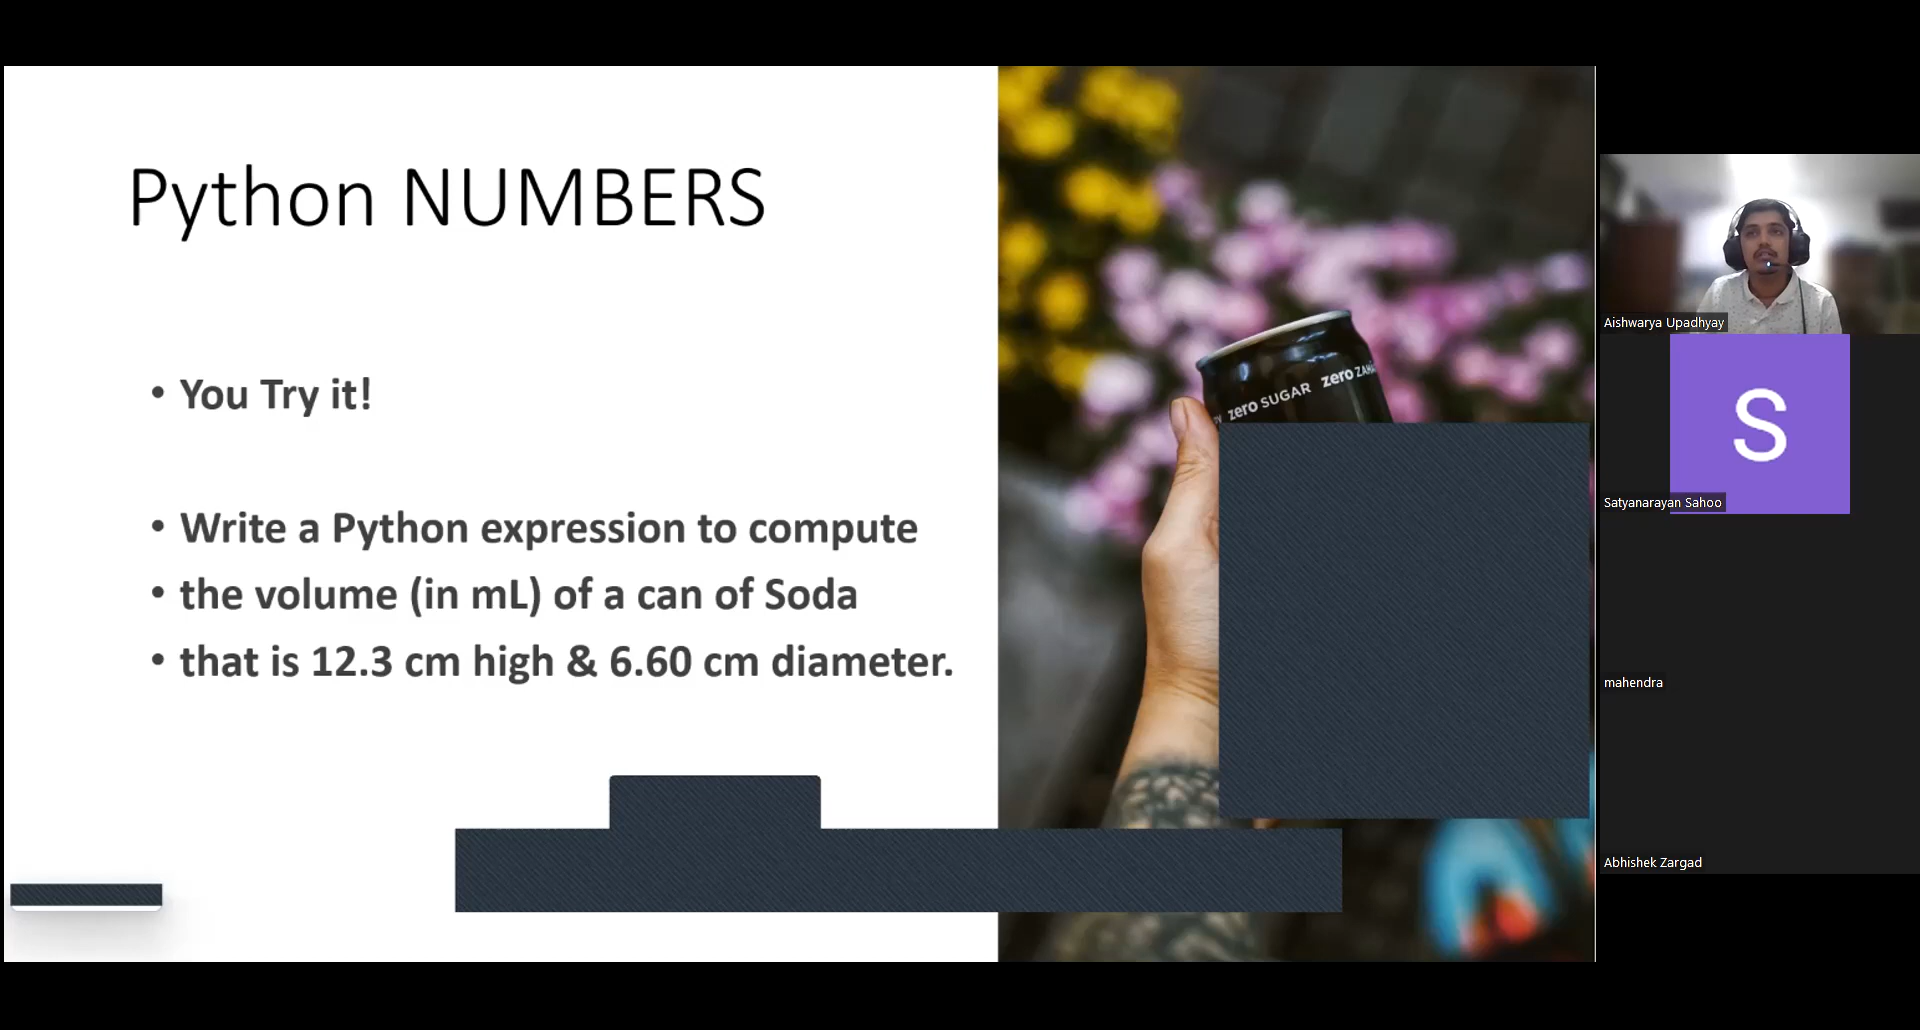 Python NUMBERS
• You Try it!
• Write a Python expression to compute
• the volume (in mL) of a can of Soda
• that is 12.3 cm high & 6.60 cm diameter.
zero SUGAR zero
Aishwarya Upadhyay
S
Satyanarayan Sahoo
mahendra
Abhishek Zargad